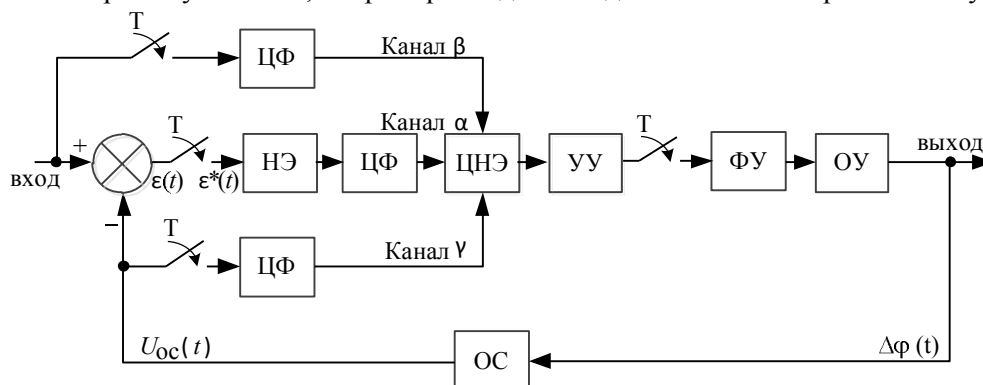 T
ЦФ
Канал β
+
T
Канал α
T
НЭ
ЦФ
ЦНЭ
УУ
ФУ
ОУ
выход
вход
ε(t)
ε*(t)
−
T
ЦФ
Канал γ
Uос(t)
ОС
Δφ (t)